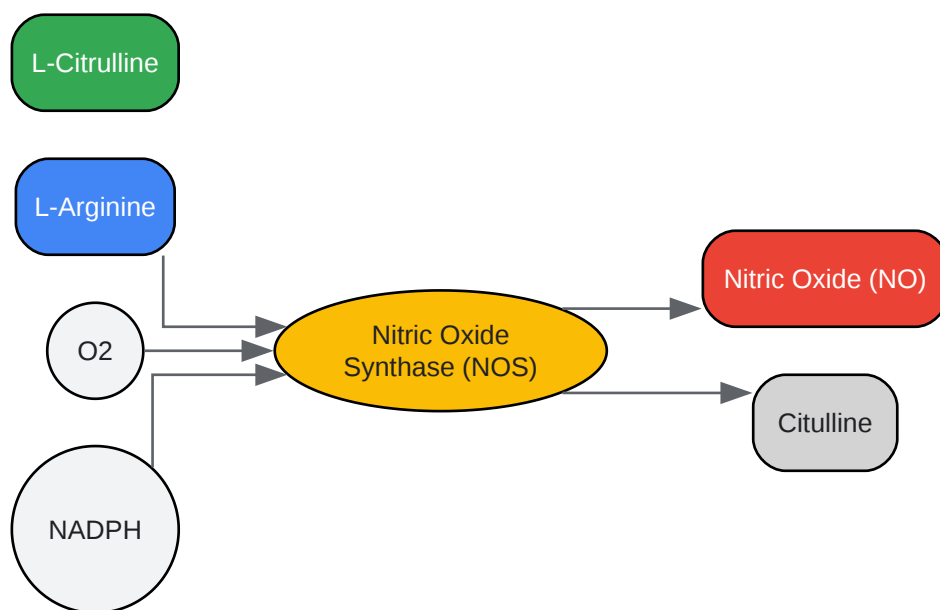 L-Citrulline
L-Arginine
O2
NADPH
Nitric Oxide
Synthase (NOS)
Nitric Oxide (NO)
Citulline